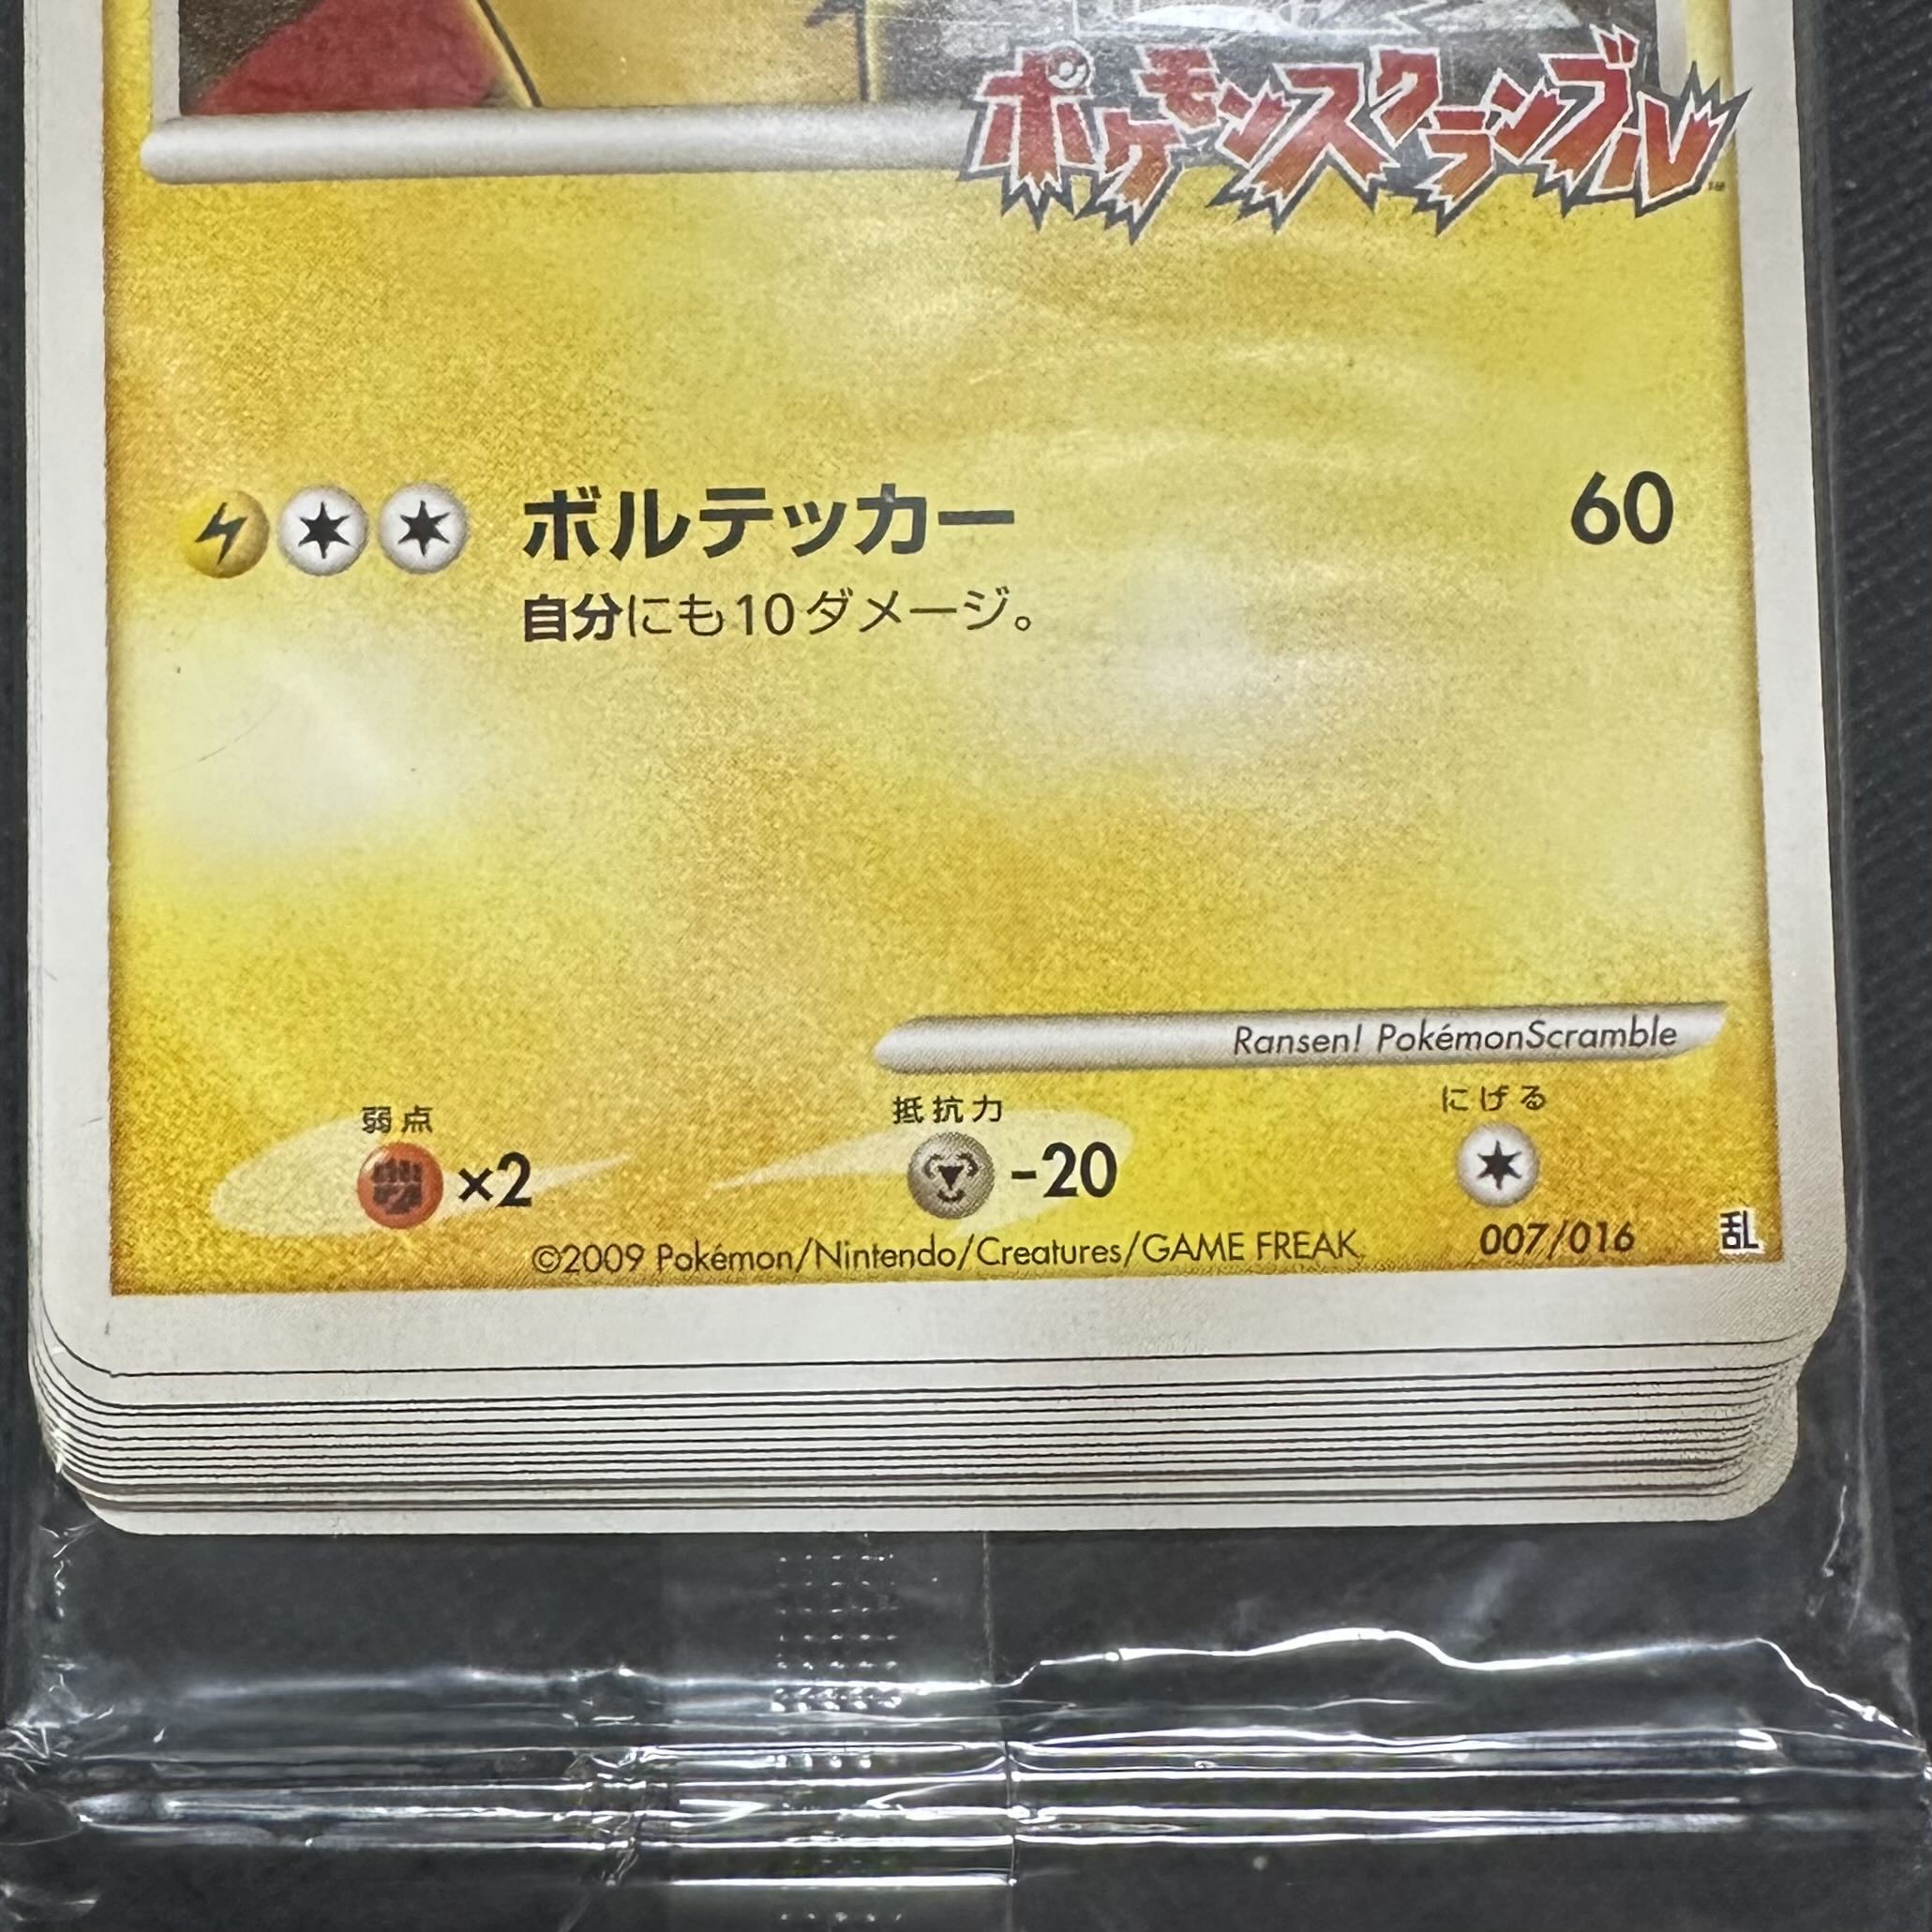 ポケモンスクランブル
ボルテッカー 60
自分にも10ダメージ。
Ransen! PokémonScramble
弱点 抵抗力 にげる
×2 -20
©2009 Pokémon/Nintendo/Creatures/GAME FREAK. 007/016 乱